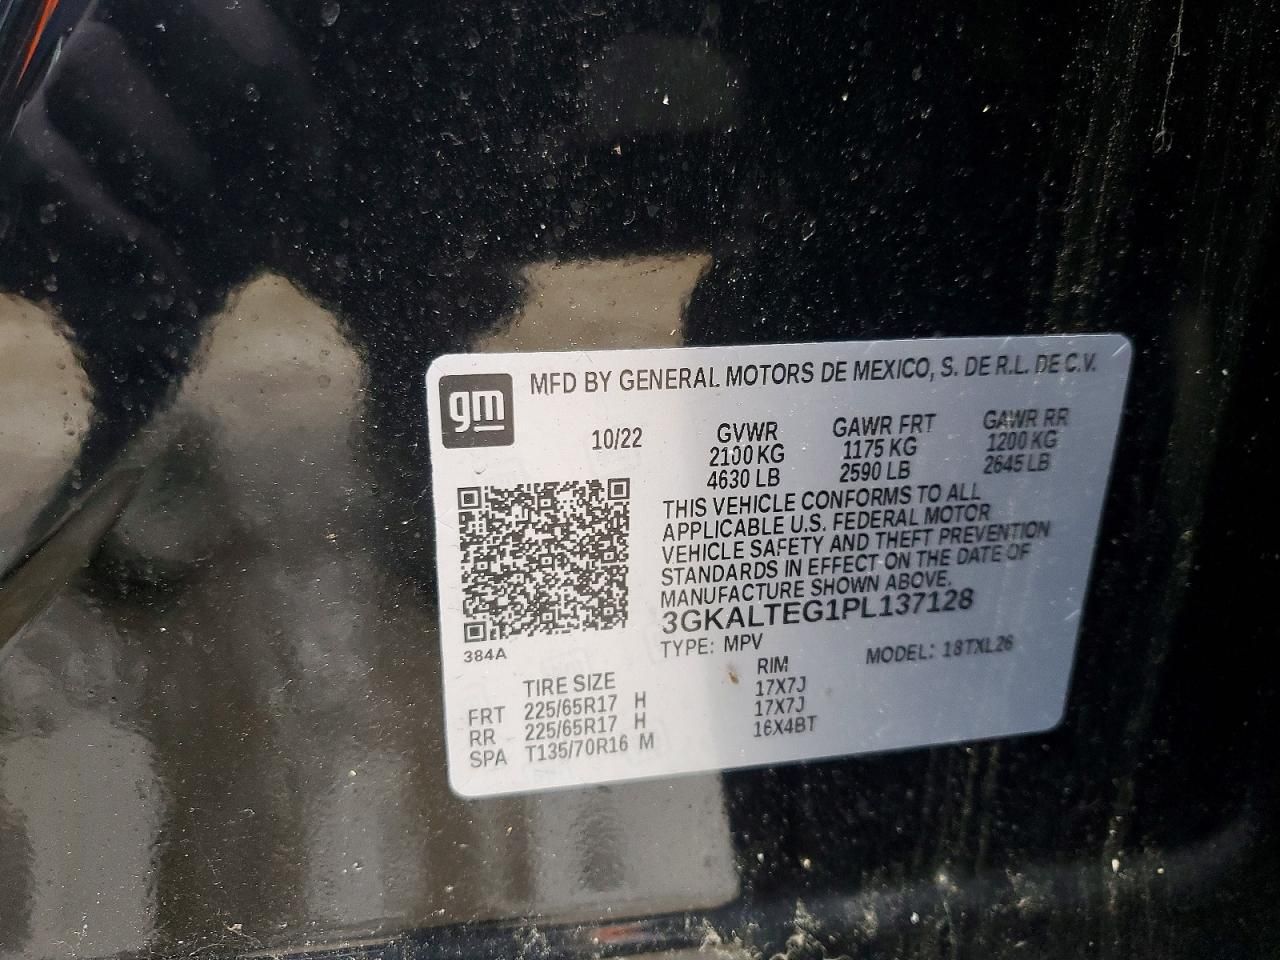 gm
MFD BY GENERAL MOTORS DE MEXICO, S. DE R.L. DE C.V.
10/22
GVWR GAWR FRT GAWR RR
2100 KG 1175 KG 1200 KG
4630 LB 2590 LB 2645 LB
THIS VEHICLE CONFORMS TO ALL
APPLICABLE U.S. FEDERAL MOTOR
VEHICLE SAFETY AND THEFT PREVENTION
STANDARDS IN EFFECT ON THE DATE OF
MANUFACTURE SHOWN ABOVE.
3GKALTEG1PL137128
384A
TYPE: MPV MODEL: 18TXL26
TIRE SIZE RIM
FRT 225/65R17 H 17X7J
RR 225/65R17 H 17X7J
SPA T135/70R16 M 16X4BT